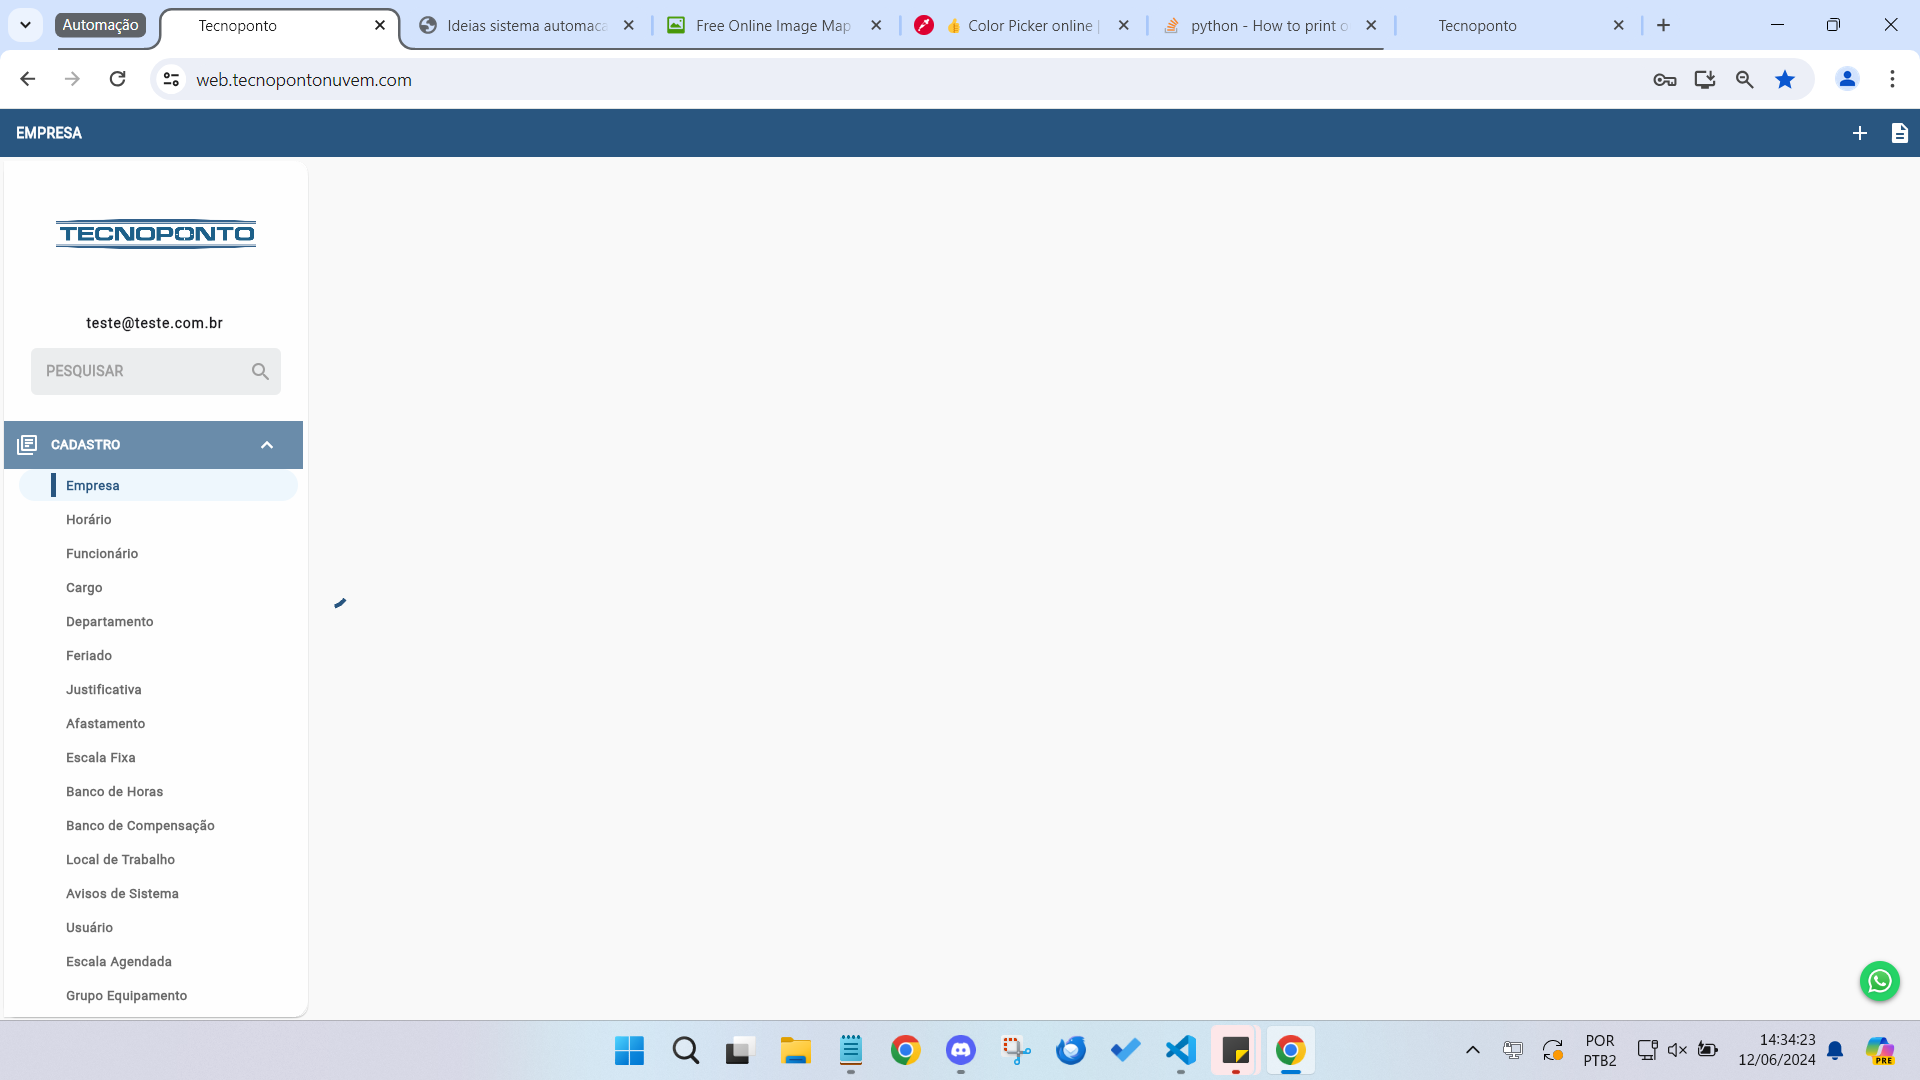 Automação
Tecnoponto
Ideias sistema automaca
Free Online Image Map
Color Picker online |
python - How to print o
Tecnoponto
web.tecnopontonuvem.com
EMPRESA
TECNOPONTO
teste@teste.com.br
PESQUISAR
CADASTRO
Empresa
Horário
Funcionário
Cargo
Departamento
Feriado
Justificativa
Afastamento
Escala Fixa
Banco de Horas
Banco de Compensação
Local de Trabalho
Avisos de Sistema
Usuário
Escala Agendada
Grupo Equipamento
POR
PTB2
14:34:23
12/06/2024
PRE